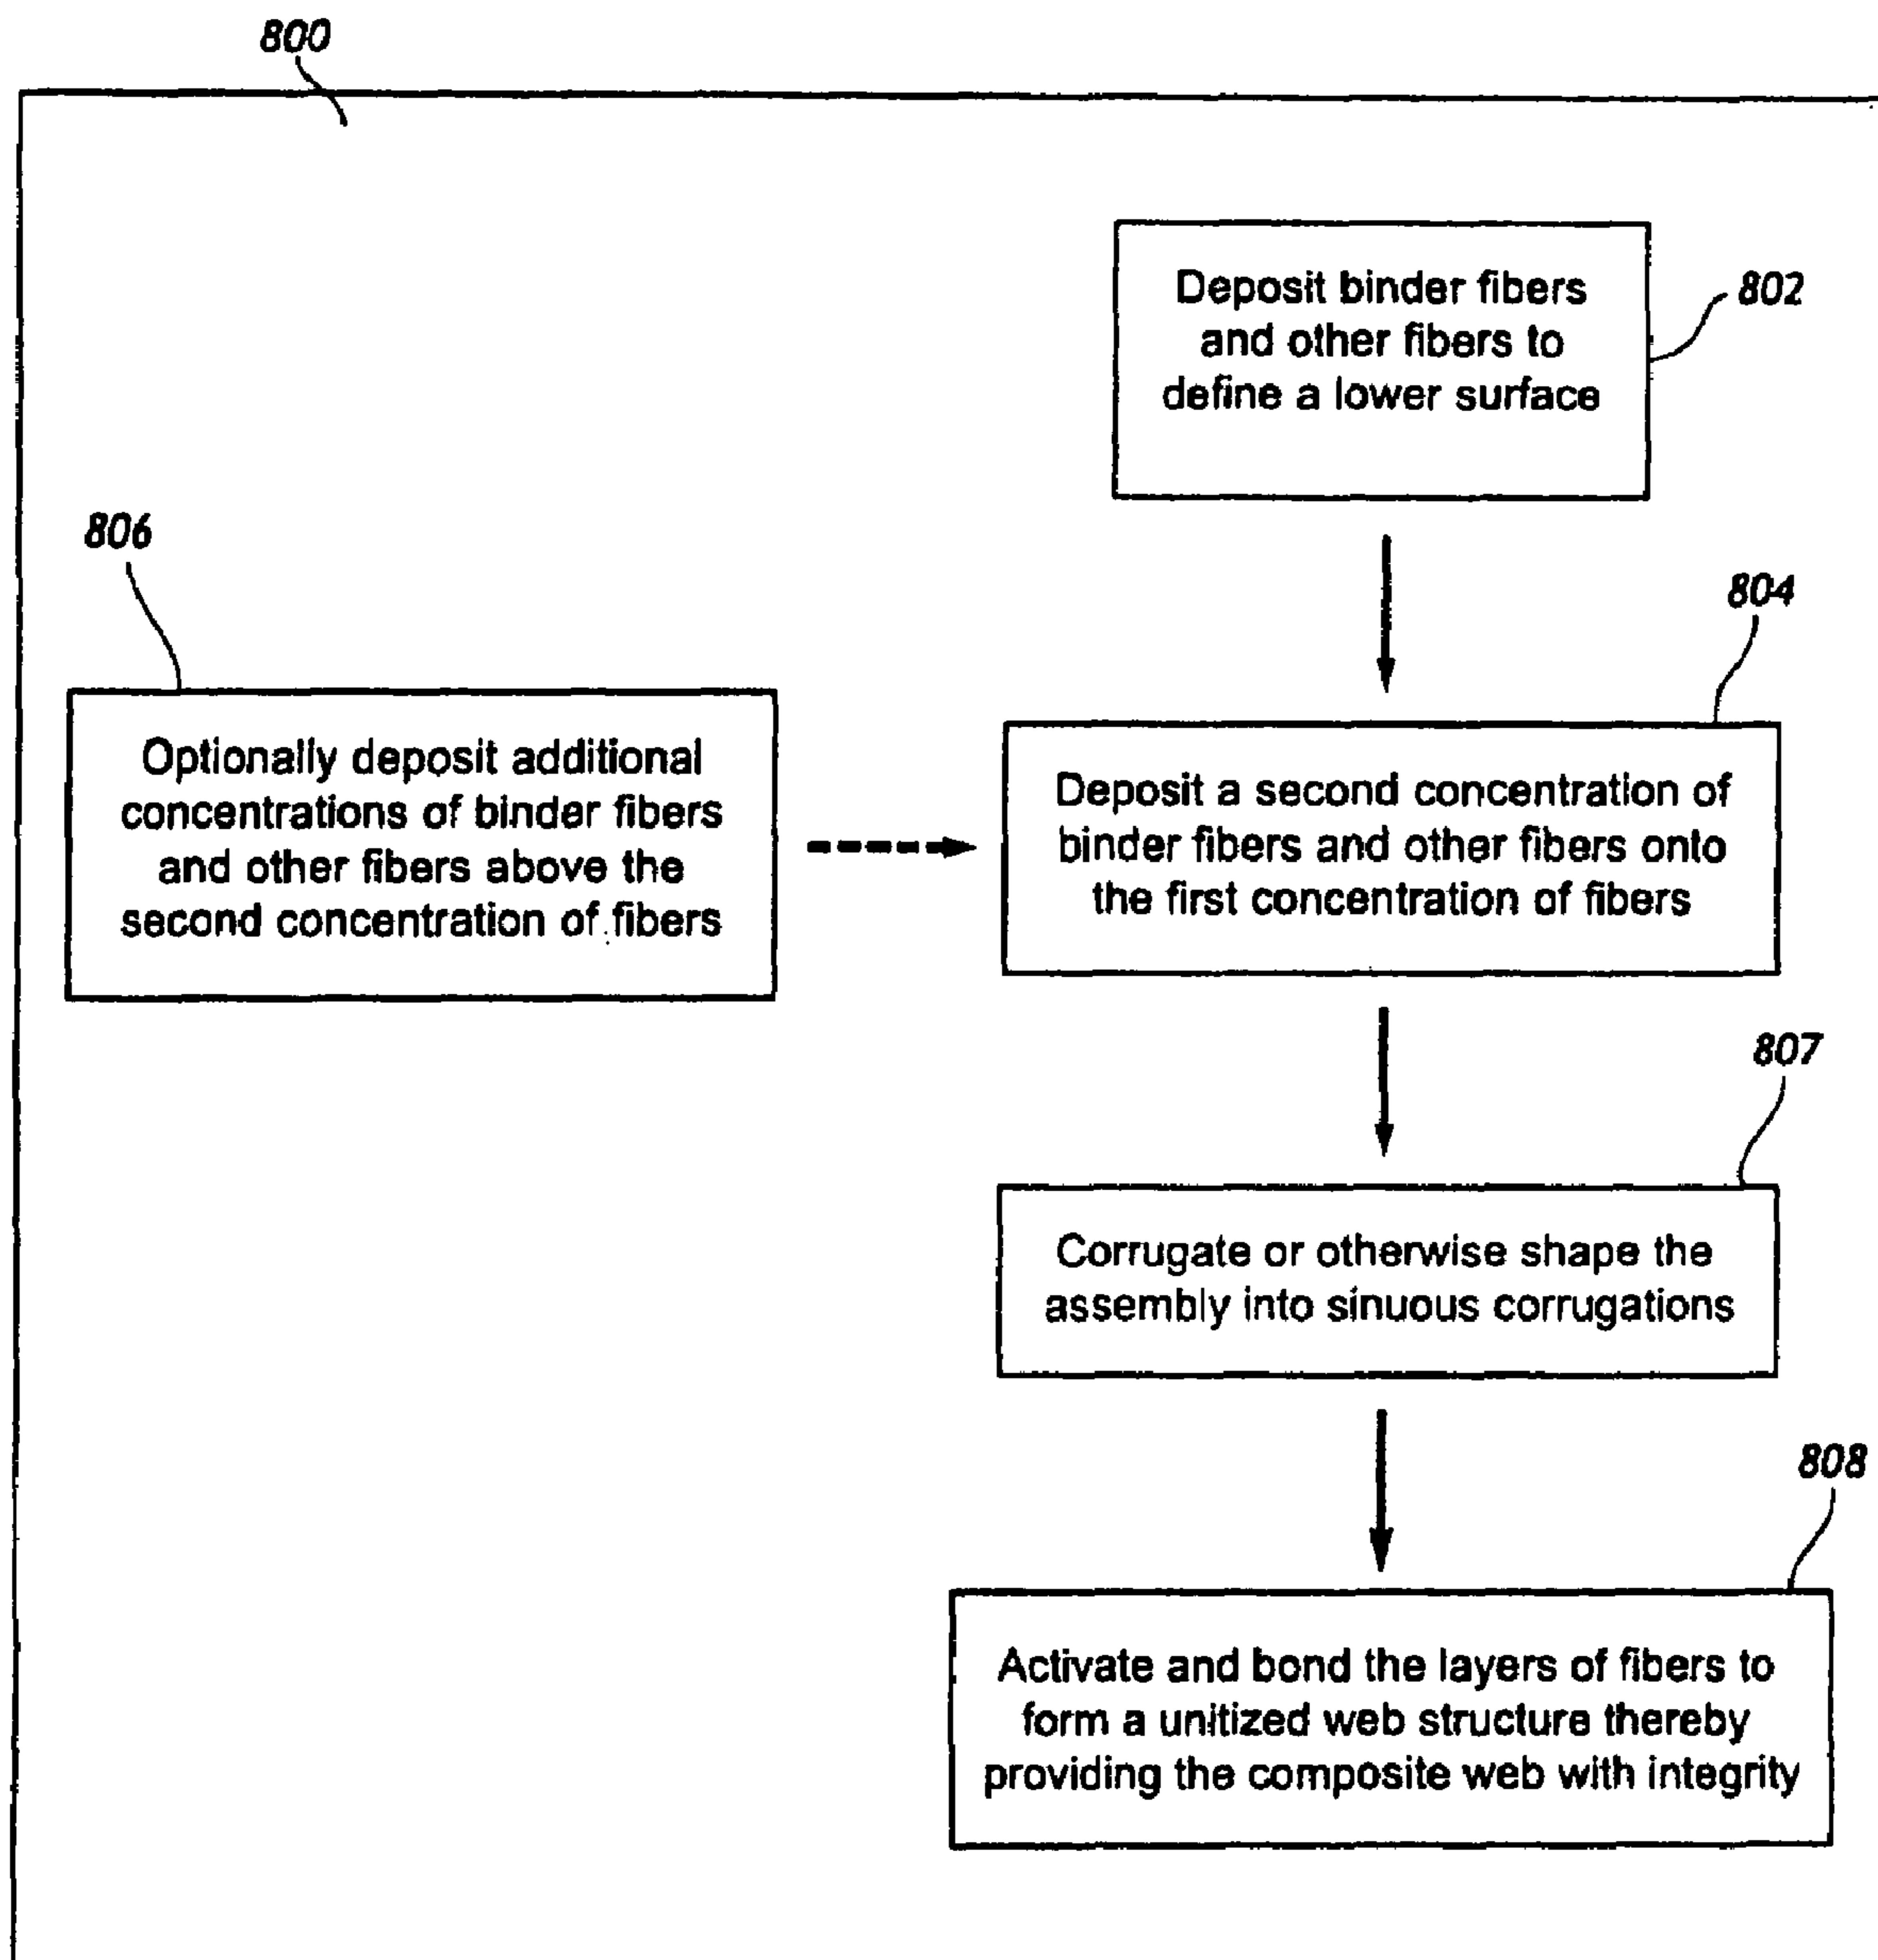 800
Deposit binder fibers
and other fibers to
define a lower surface
802
806
804
Optionally deposit additional
concentrations of binder fibers
and other fibers above the
second concentration of fibers
Deposit a second concentration of
binder fibers and other fibers onto
the first concentration of fibers
807
Corrugate or otherwise shape the
assembly into sinuous corrugations
808
Activate and bond the layers of fibers to
form a unitized web structure thereby
providing the composite web with integrity